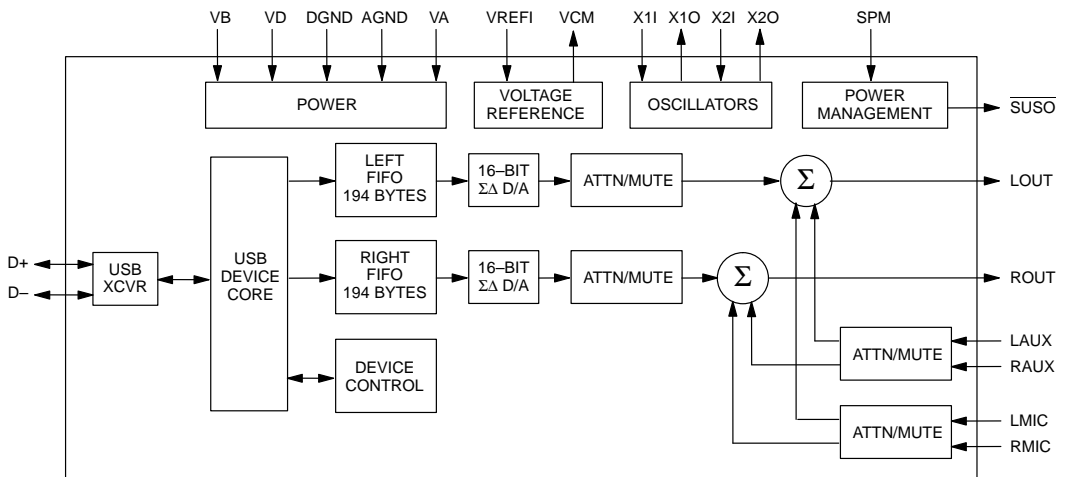 VB VD DGND AGND VA VREFI VCM X1I X1O X2I X2O SPM
POWER
VOLTAGE
REFERENCE
OSCILLATORS
POWER
MANAGEMENT
SUSO
LEFT
FIFO
194 BYTES
16–BIT
ΣΔ D/A
ATTN/MUTE
Σ
LOUT
D+
D–
USB
XCVR
USB
DEVICE
CORE
RIGHT
FIFO
194 BYTES
16–BIT
ΣΔ D/A
ATTN/MUTE
Σ
ROUT
DEVICE
CONTROL
ATTN/MUTE
LAUX
RAUX
ATTN/MUTE
LMIC
RMIC